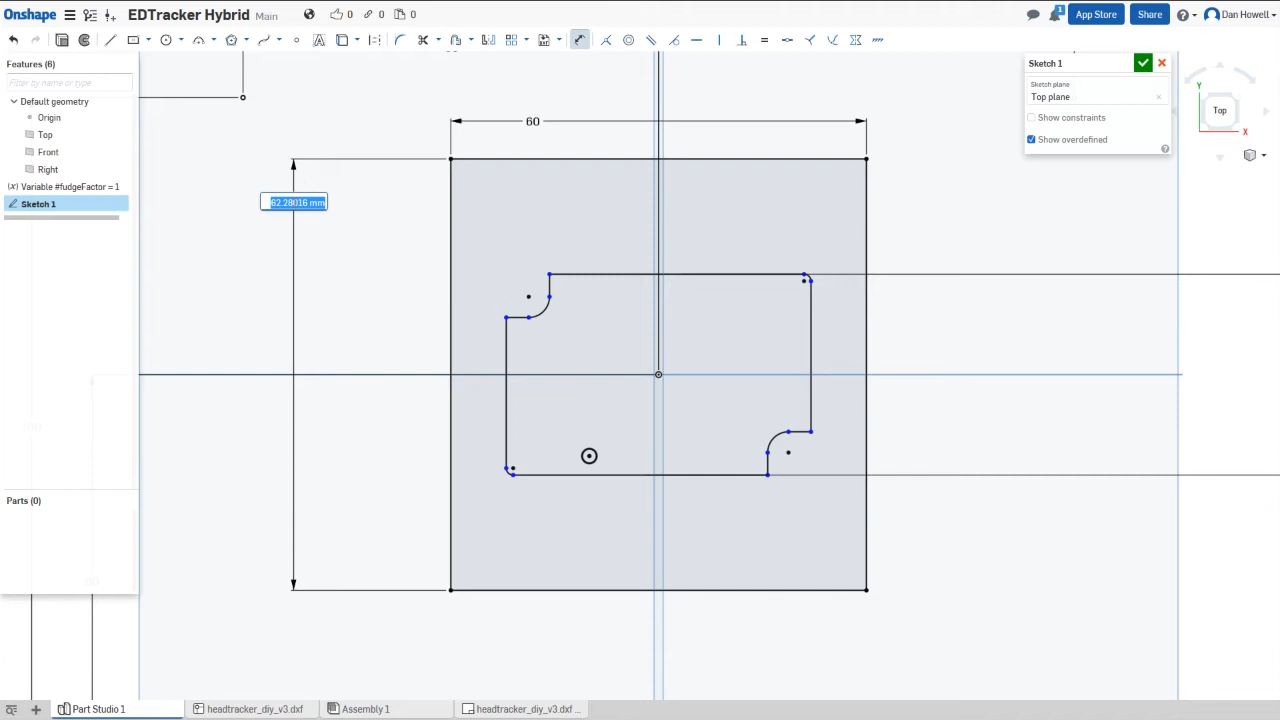 Onshape EDTracker Hybrid Main 0 0 0 1 App Store Share Dan Howell
Features (6)
Filter by name or type
Default geometry
Origin
Top
Front
Right
(x) Variable #fudgeFactor = 1
Sketch 1
Parts (0)
60
62.28016 mm
Sketch 1
Sketch plane
Top plane
Show constraints
Show overdefined
Y
Top
X
Part Studio 1 headtracker_diy_v3.dxf Assembly 1 headtracker_diy_v3.dxf ...